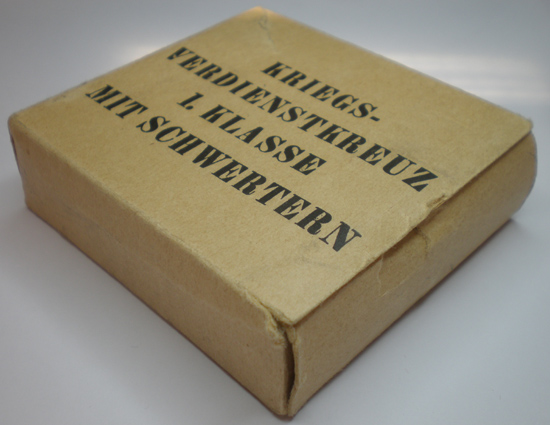 KRIEGS-
VERDIENSTKREUZ
1. KLASSE
MIT SCHWERTERN